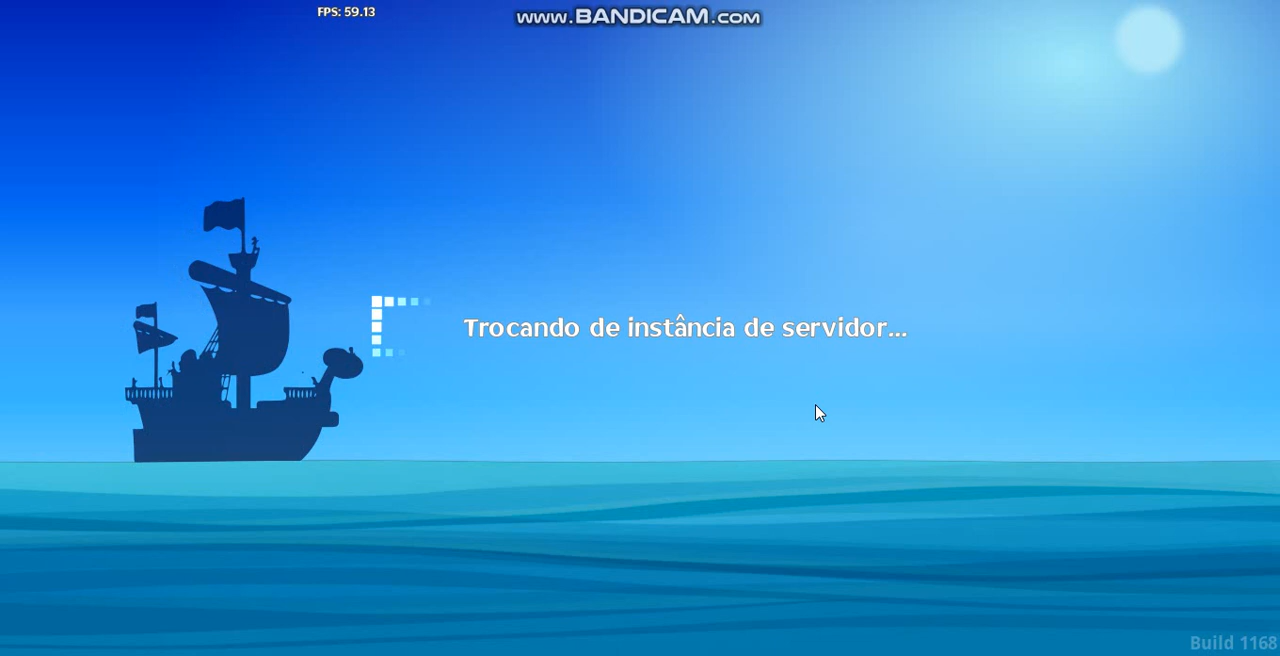 FPS: 59.13
www.BANDICAM.com
Trocando de instância de servidor...
Build 1168